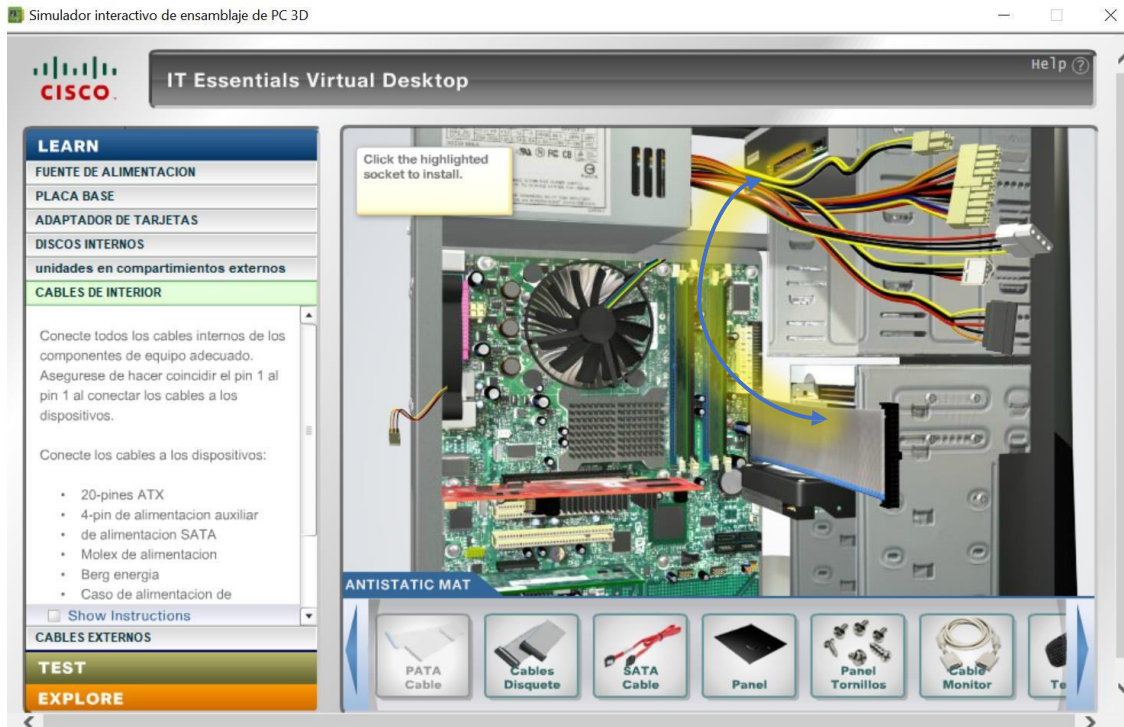 Simulador interactivo de ensamblaje de PC 3D
CISCO
IT Essentials Virtual Desktop
Help ?
LEARN
FUENTE DE ALIMENTACION
PLACA BASE
ADAPTADOR DE TARJETAS
DISCOS INTERNOS
unidades en compartimientos externos
CABLES DE INTERIOR
Conecte todos los cables internos de los
componentes de equipo adecuado.
Asegurese de hacer coincidir el pin 1 al
pin 1 al conectar los cables a los
dispositivos.
Conecte los cables a los dispositivos:
• 20-pines ATX
• 4-pin de alimentacion auxiliar
• de alimentacion SATA
• Molex de alimentacion
• Berg energia
• Caso de alimentacion de
Show Instructions
CABLES EXTERNOS
TEST
EXPLORE
Click the highlighted
socket to install.
ANTISTATIC MAT
PATA
Cable
Cables
Disquete
SATA
Cable
Panel
Panel
Tornillos
Cable
Monitor
Te